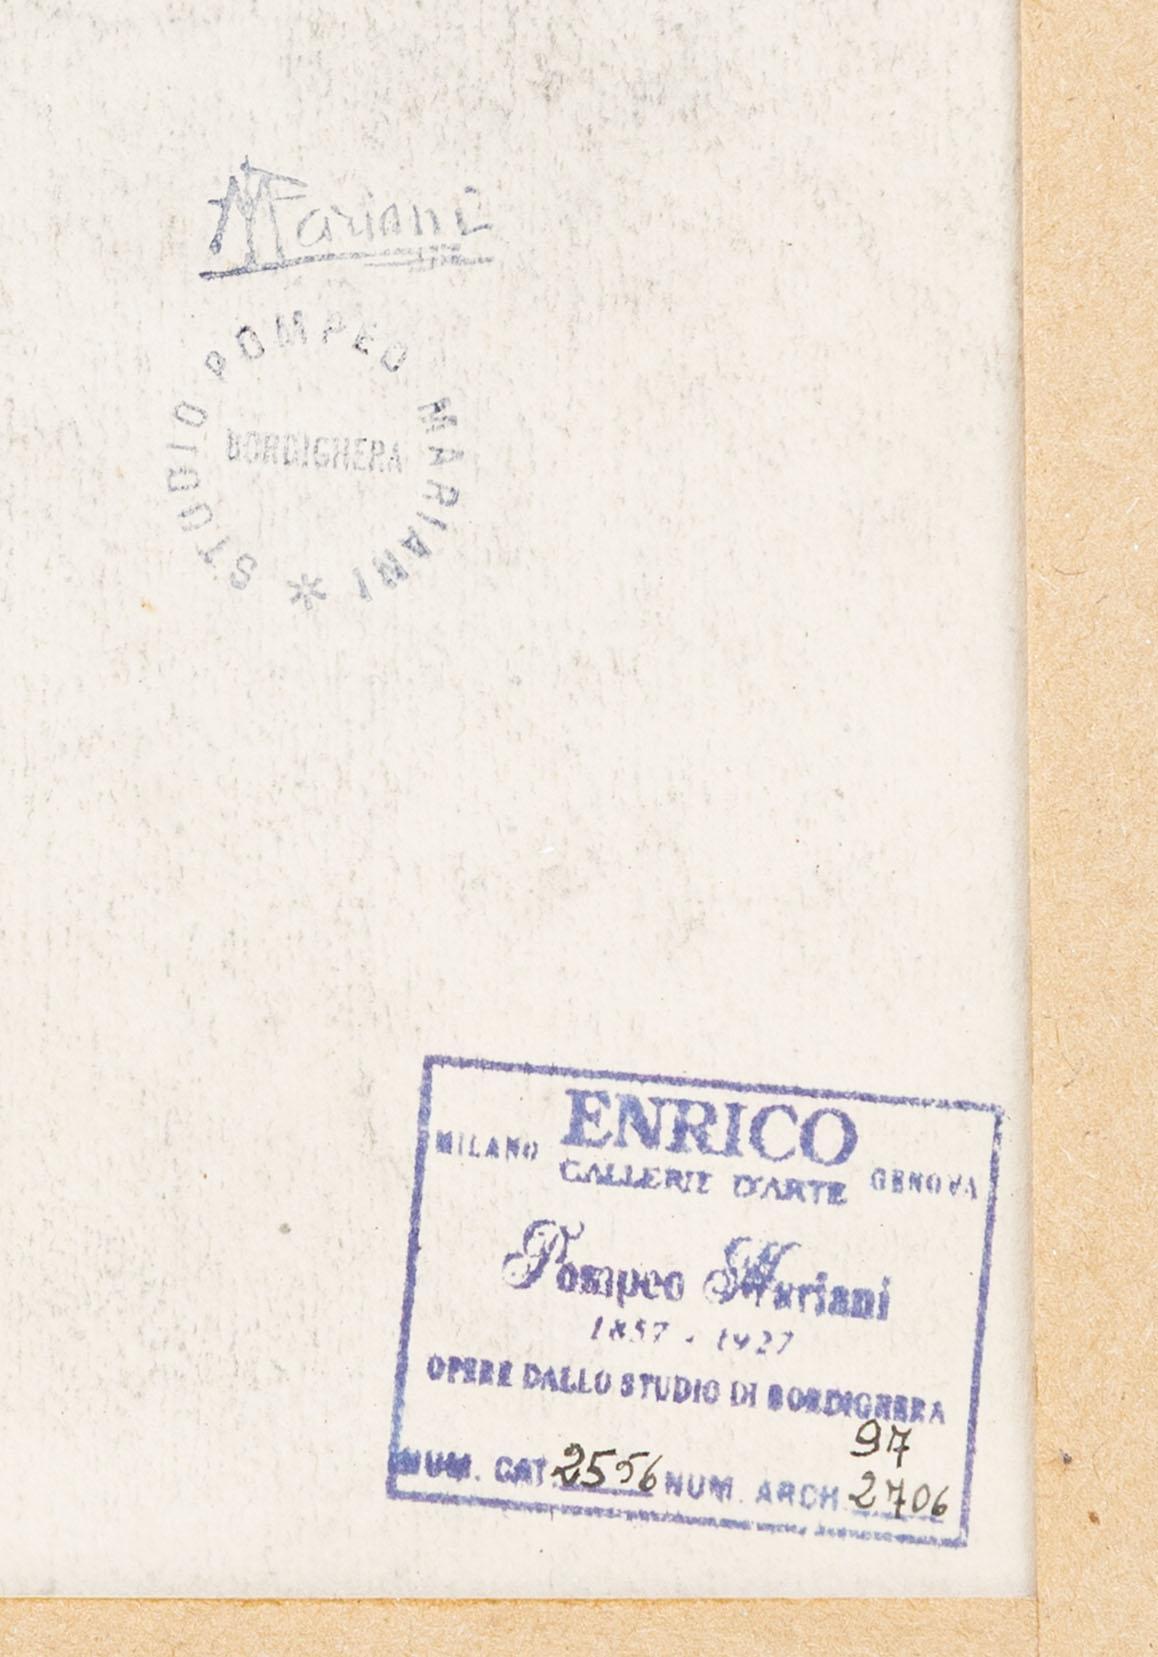 PMariani
STUDIO POMPEO MARIANI *
BORDIGHERA
ENRICO
MILANO GALLERIE D'ARTE GENOVA
Pompeo Mariani
1857 - 1927
OPERE DALLO STUDIO DI BORDIGHERA
97
NUM. CAT. 2556 NUM. ARCH. 2706